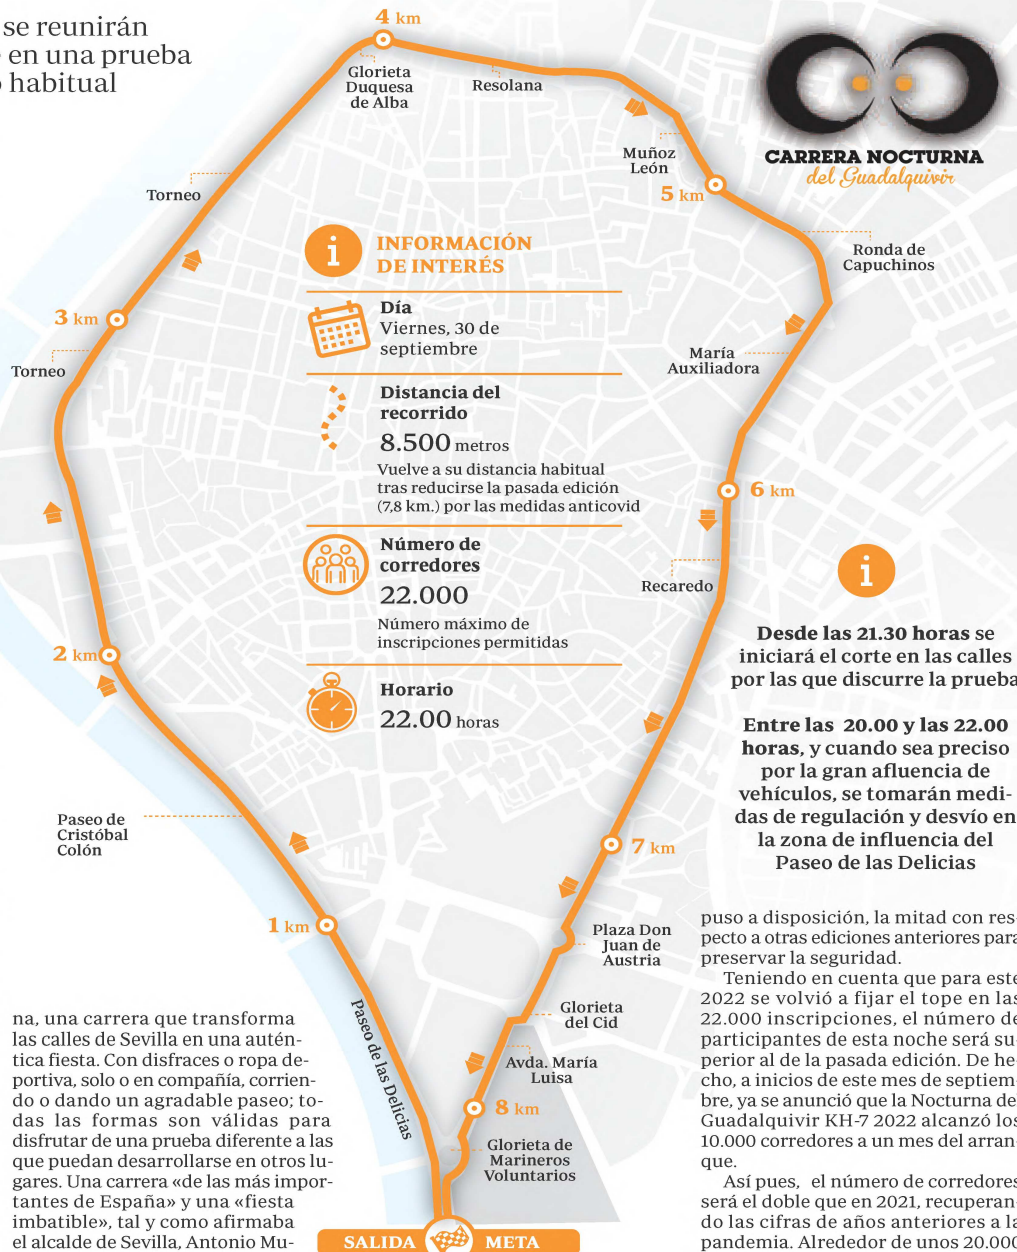 se reunirán
en una prueba
habitual
4 km
Glorieta
Duquesa
de Alba
Resolana
CARRERA NOCTURNA
del Guadalquivir
Muñoz
León
5 km
Torneo
Ronda de
Capuchinos
i
INFORMACIÓN
DE INTERÉS
Día
Viernes, 30 de
septiembre
3 km
Torneo
María
Auxiliadora
Distancia del
recorrido
8.500 metros
Vuelve a su distancia habitual
tras reducirse la pasada edición
(7,8 km.) por las medidas anticovid
6 km
Número de
corredores
22.000
Número máximo de
inscripciones permitidas
Recaredo
2 km
Horario
22.00 horas
i
Desde las 21.30 horas se
iniciará el corte en las calles
por las que discurre la prueba
Entre las 20.00 y las 22.00
horas, y cuando sea preciso
por la gran afluencia de
vehículos, se tomarán medi-
das de regulación y desvío en
la zona de influencia del
Paseo de las Delicias
Paseo de
Cristóbal
Colón
7 km
1 km
Plaza Don
Juan de
Austria
Glorieta
del Cid
Paseo de las Delicias
Avda. María
Luisa
8 km
Glorieta de
Marineros
Voluntarios
SALIDA META
na, una carrera que transforma
las calles de Sevilla en una autén-
tica fiesta. Con disfraces o ropa de-
portiva, solo o en compañía, corrien-
do o dando un agradable paseo; to-
das las formas son válidas para
disfrutar de una prueba diferente a las
que puedan desarrollarse en otros lu-
gares. Una carrera «de las más impor-
tantes de España» y una «fiesta
imbatible», tal y como afirmaba
el alcalde de Sevilla, Antonio Mu-
puso a disposición, la mitad con res-
pecto a otras ediciones anteriores para
preservar la seguridad.
Teniendo en cuenta que para este
2022 se volvió a fijar el tope en las
22.000 inscripciones, el número de
participantes de esta noche será su-
perior al de la pasada edición. De he-
cho, a inicios de este mes de septiem-
bre, ya se anunció que la Nocturna del
Guadalquivir KH-7 2022 alcanzó los
10.000 corredores a un mes del arran-
que.
Así pues, el número de corredores
será el doble que en 2021, recuperan-
do las cifras de años anteriores a la
pandemia. Alrededor de unos 20.000